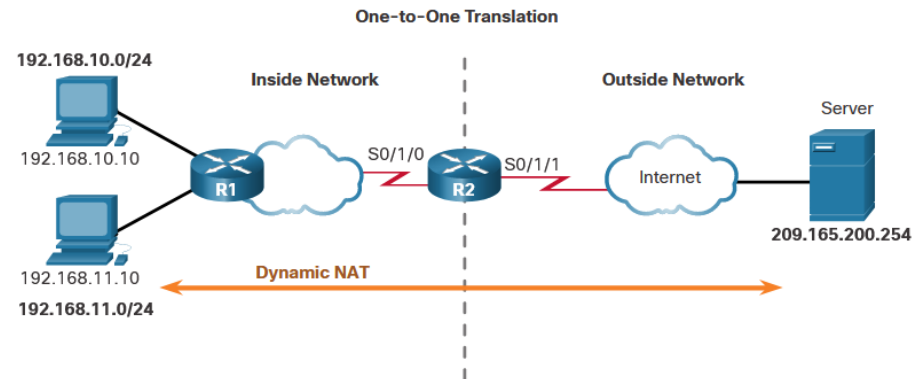 One-to-One Translation
192.168.10.0/24
Inside Network
Outside Network
Server
192.168.10.10
S0/1/0
S0/1/1
R1
R2
Internet
209.165.200.254
192.168.11.10
Dynamic NAT
192.168.11.0/24